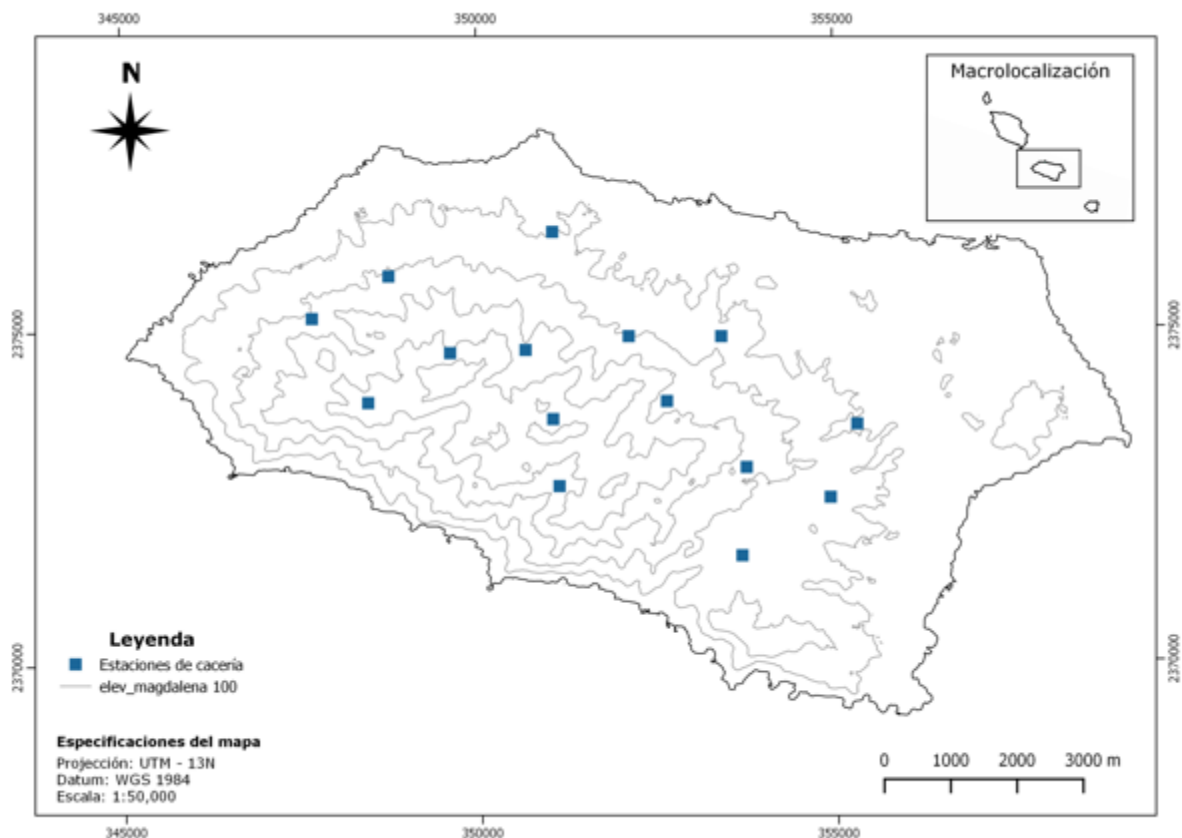 345000
350000
355000
N
Macrolocalización
2375000
2375000
2370000
2370000
Leyenda
Estaciones de cacería
elev_magdalena 100
Especificaciones del mapa
Projección: UTM - 13N
Datum: WGS 1984
Escala: 1:50,000
0 1000 2000 3000 m
345000
350000
355000